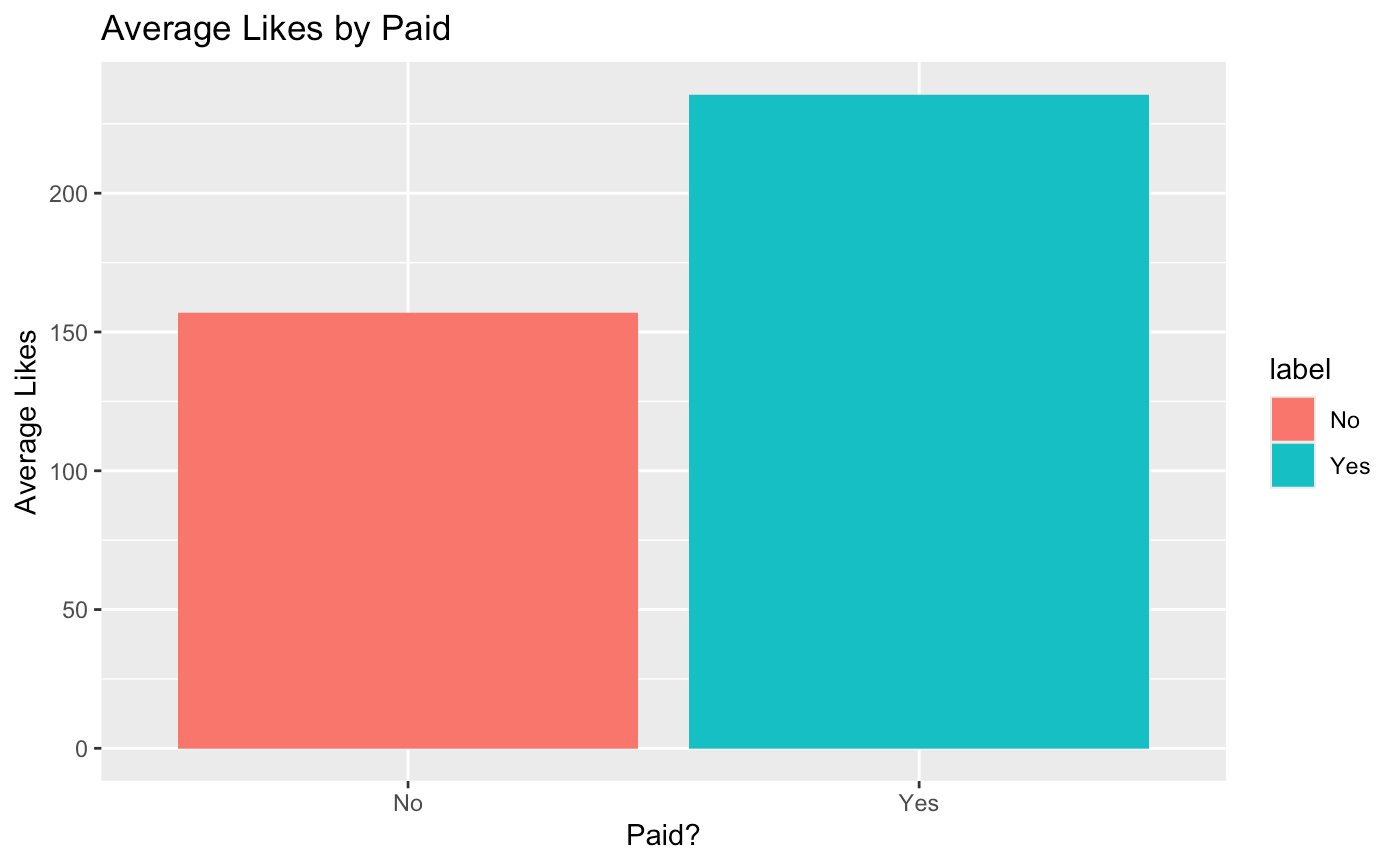 Average Likes by Paid
Average Likes
200
150
100
50
0
No
Yes
Paid?
label
No
Yes